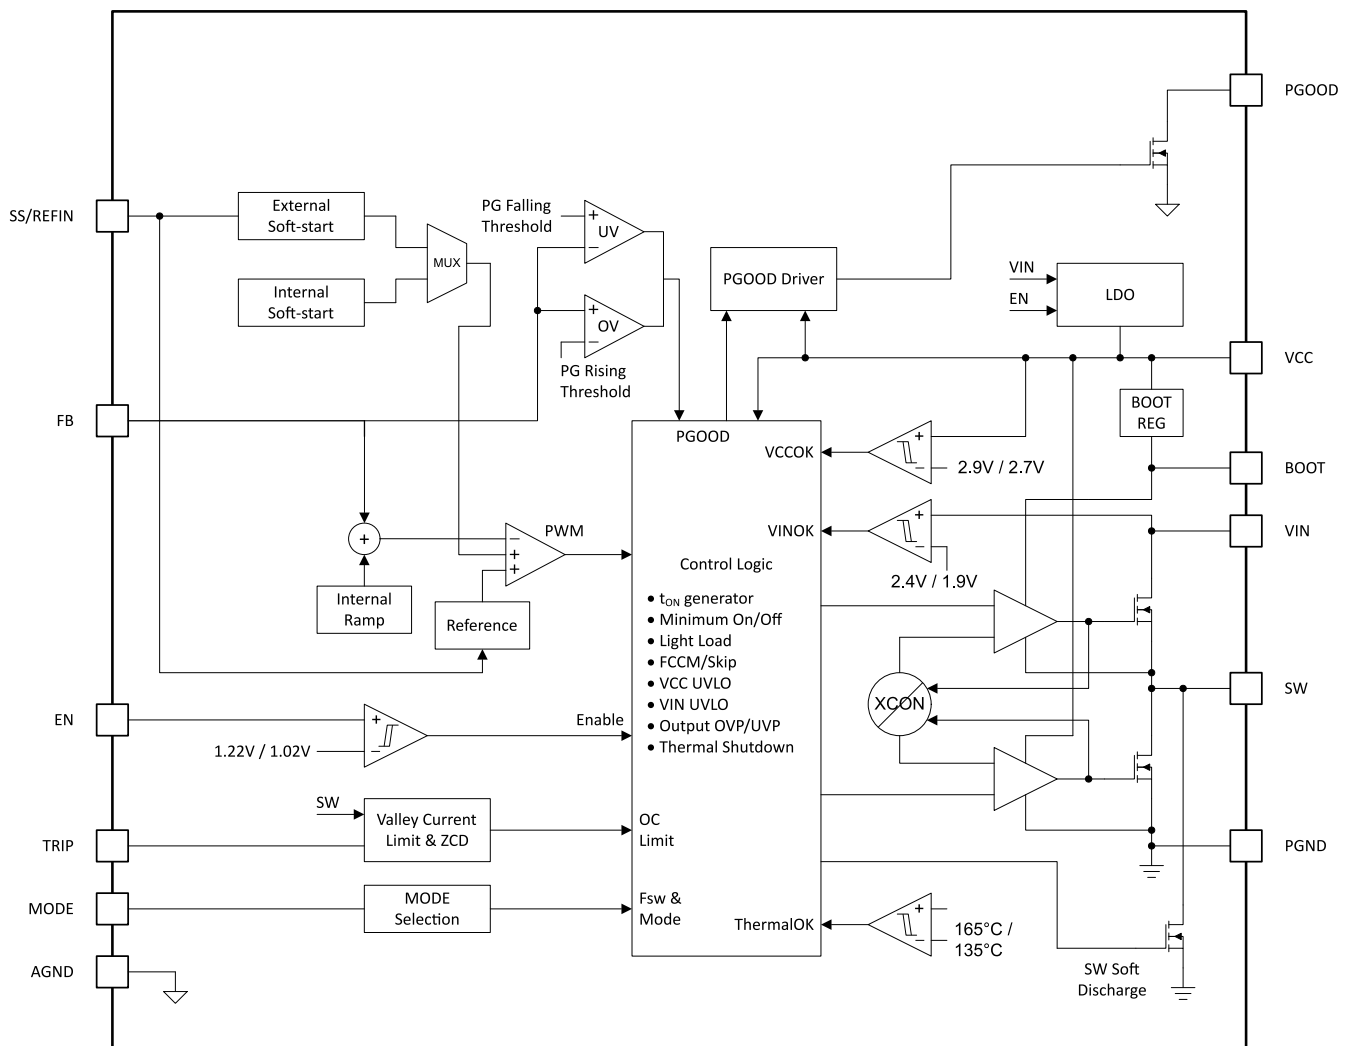 PGOOD
SS/REFIN
External
Soft-start
PG Falling
Threshold
+
UV
−
MUX
Internal
Soft-start
PGOOD Driver
VIN
EN
LDO
+
OV
−
PG Rising
Threshold
VCC
BOOT
REG
FB
PGOOD
VCCOK
+
−
2.9V / 2.7V
BOOT
VINOK
+
−
2.4V / 1.9V
VIN
+
PWM
−
+
+
Internal
Ramp
Reference
Control Logic
• tON generator
• Minimum On/Off
• Light Load
• FCCM/Skip
• VCC UVLO
• VIN UVLO
• Output OVP/UVP
• Thermal Shutdown
XCON
SW
EN
+
−
1.22V / 1.02V
Enable
SW
Valley Current
Limit & ZCD
OC
Limit
TRIP
PGND
MODE
MODE
Selection
Fsw &
Mode
ThermalOK
+
−
165°C /
135°C
AGND
SW Soft
Discharge